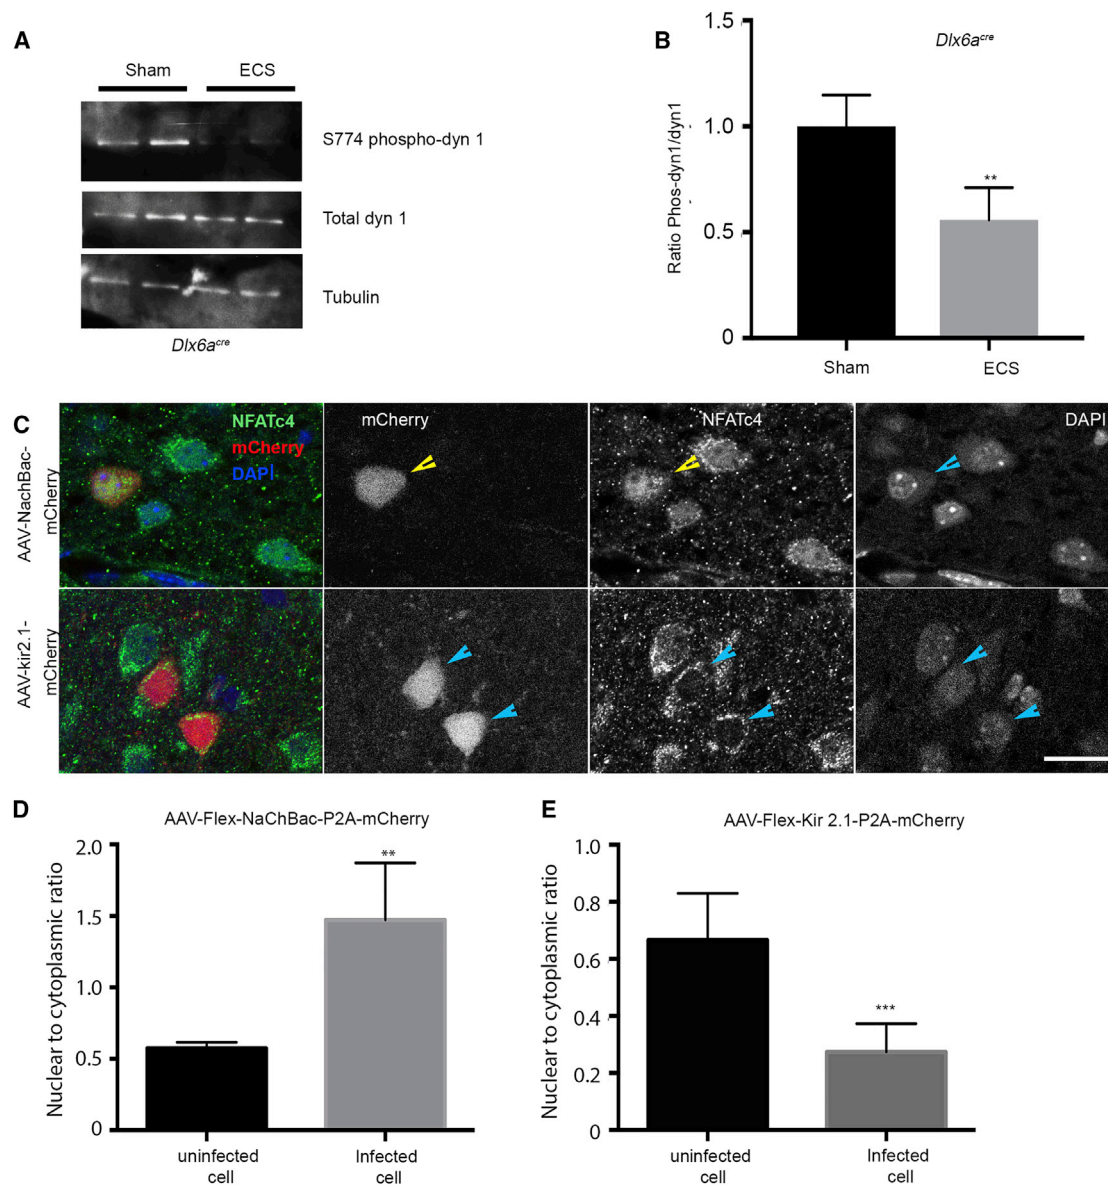 A
Sham
ECS
S774 phospho-dyn 1
Total dyn 1
Tubulin
Dlx6a^cre
B
Dlx6a^cre
Ratio Phos-dyn1/dyn1
1.5
1.0
0.5
0
**
Sham
ECS
C
AAV-NachBac-
mCherry
NFATc4
mCherry
DAPI
mCherry
NFATc4
DAPI
AAV-kir2.1-
mCherry
D
AAV-Flex-NaChBac-P2A-mCherry
Nuclear to cytoplasmic ratio
2.0
1.5
1.0
0.5
0
**
uninfected
cell
Infected
cell
E
AAV-Flex-Kir 2.1-P2A-mCherry
Nuclear to cytoplasmic ratio
1.0
0.8
0.6
0.4
0.2
0
***
uninfected
cell
Infected
cell